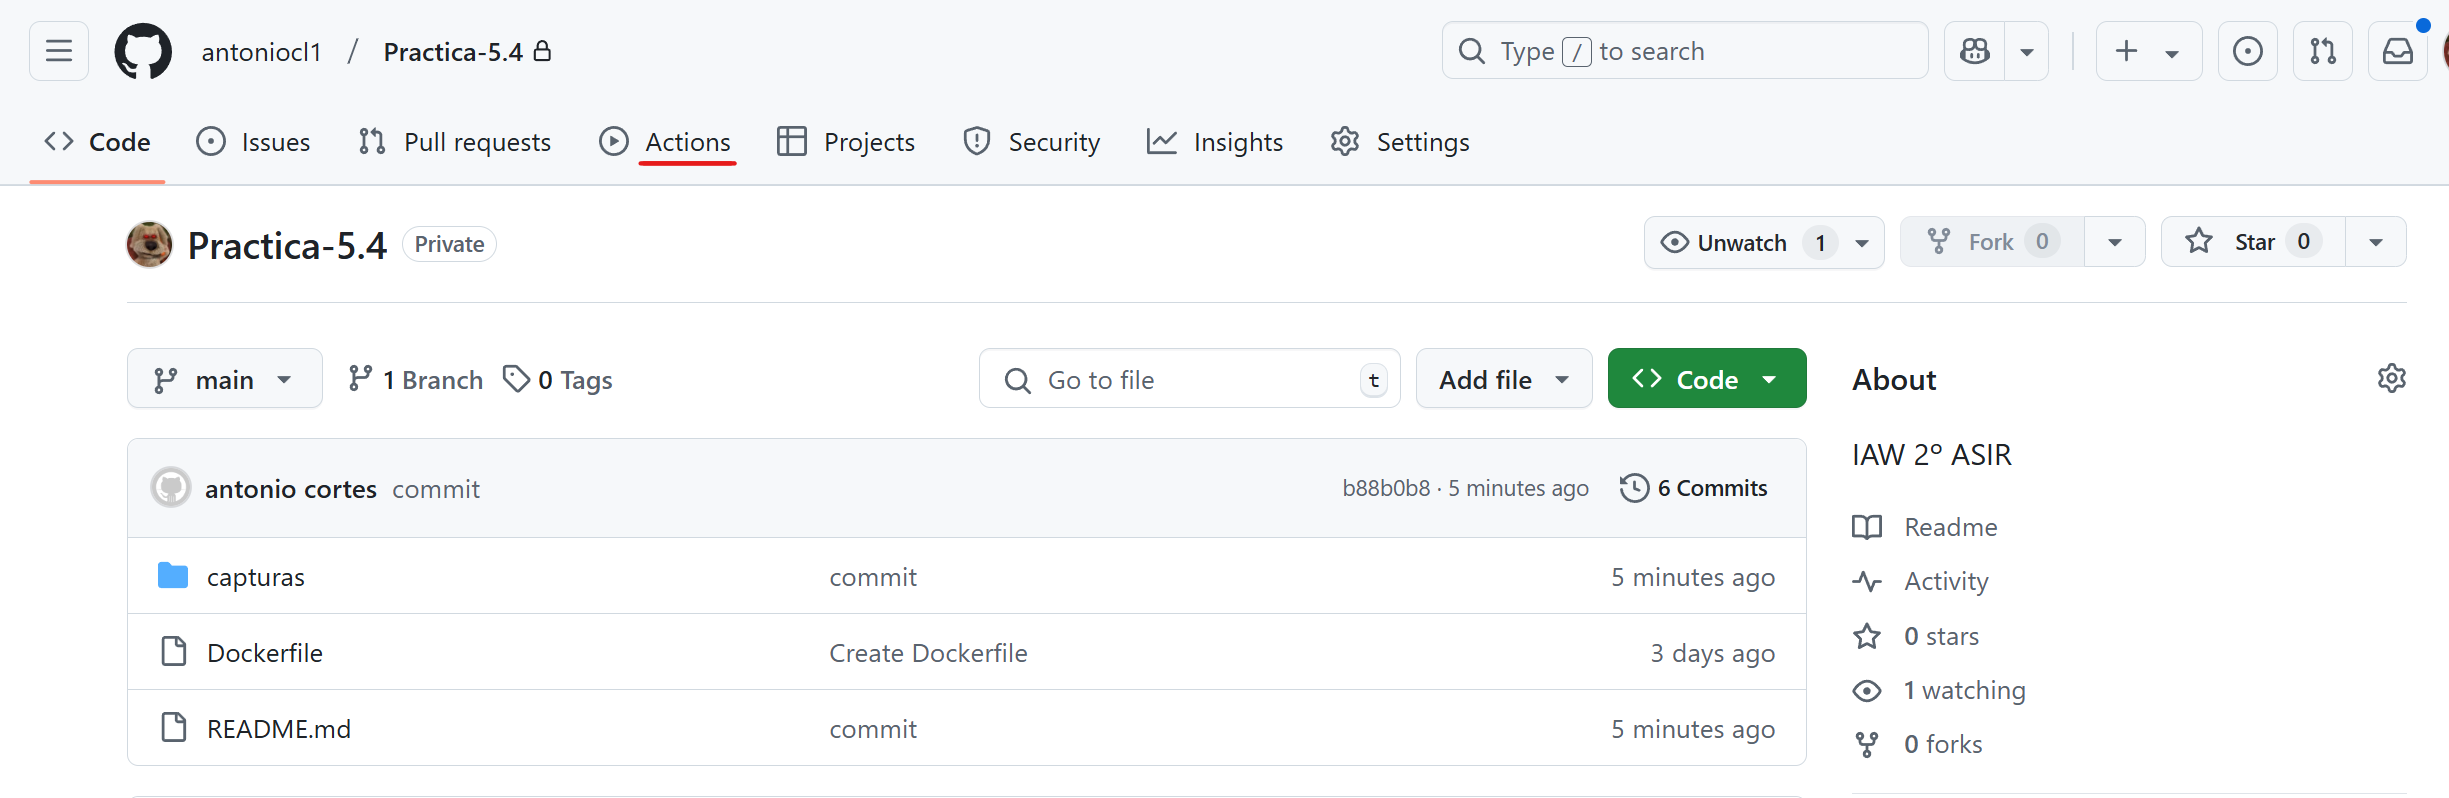 antoniocl1 / Practica-5.4
Type / to search
Code Issues Pull requests Actions Projects Security Insights Settings
Practica-5.4 Private
Unwatch 1 Fork 0 Star 0
main 1 Branch 0 Tags
Go to file t Add file Code
antonio cortes commit b88b0b8 · 5 minutes ago 6 Commits
capturas commit 5 minutes ago
Dockerfile Create Dockerfile 3 days ago
README.md commit 5 minutes ago
About
IAW 2º ASIR
Readme
Activity
0 stars
1 watching
0 forks